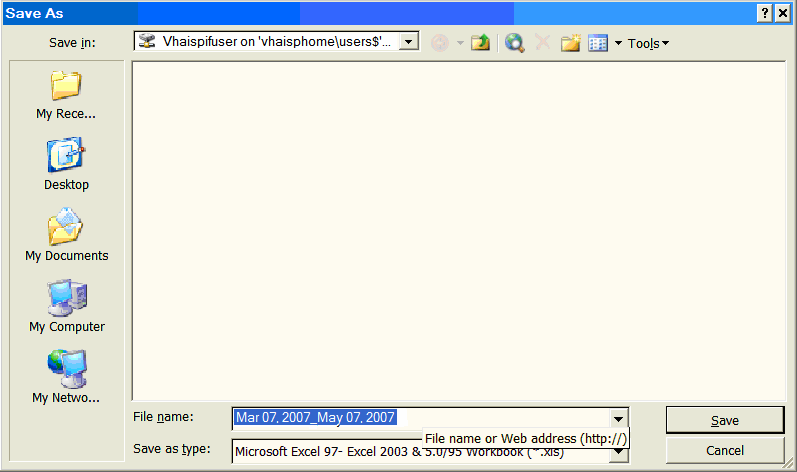 Save As
Save in:
Vhaispifuser on 'vhaisphome\users$'...
Tools
My Rece...
Desktop
My Documents
My Computer
My Netwo...
File name:
Mar 07, 2007_May 07, 2007
Save
File name or Web address (http://)
Save as type:
Microsoft Excel 97- Excel 2003 & 5.0/95 Workbook (*.xls)
Cancel